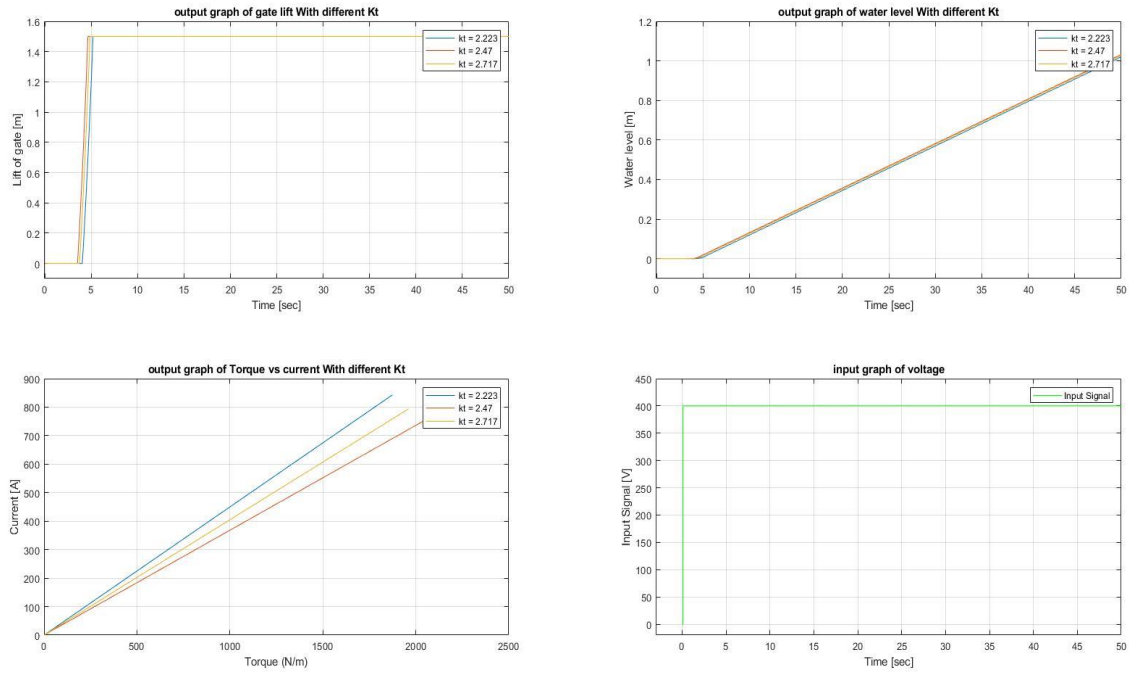 output graph of gate lift With different Kt
Lift of gate [m]
1.6
1.4
1.2
1
0.8
0.6
0.4
0.2
0
0 5 10 15 20 25 30 35 40 45 50
Time [sec]
kt = 2.223
kt = 2.47
kt = 2.717
output graph of water level With different Kt
Water level [m]
1.2
1
0.8
0.6
0.4
0.2
0
0 5 10 15 20 25 30 35 40 45 50
Time [sec]
kt = 2.223
kt = 2.47
kt = 2.717
output graph of Torque vs current With different Kt
Current [A]
900
800
700
600
500
400
300
200
100
0
0 500 1000 1500 2000 2500
Torque (N/m)
kt = 2.223
kt = 2.47
kt = 2.717
input graph of voltage
Input Signal [V]
450
400
350
300
250
200
150
100
50
0
0 5 10 15 20 25 30 35 40 45 50
Time [sec]
Input Signal